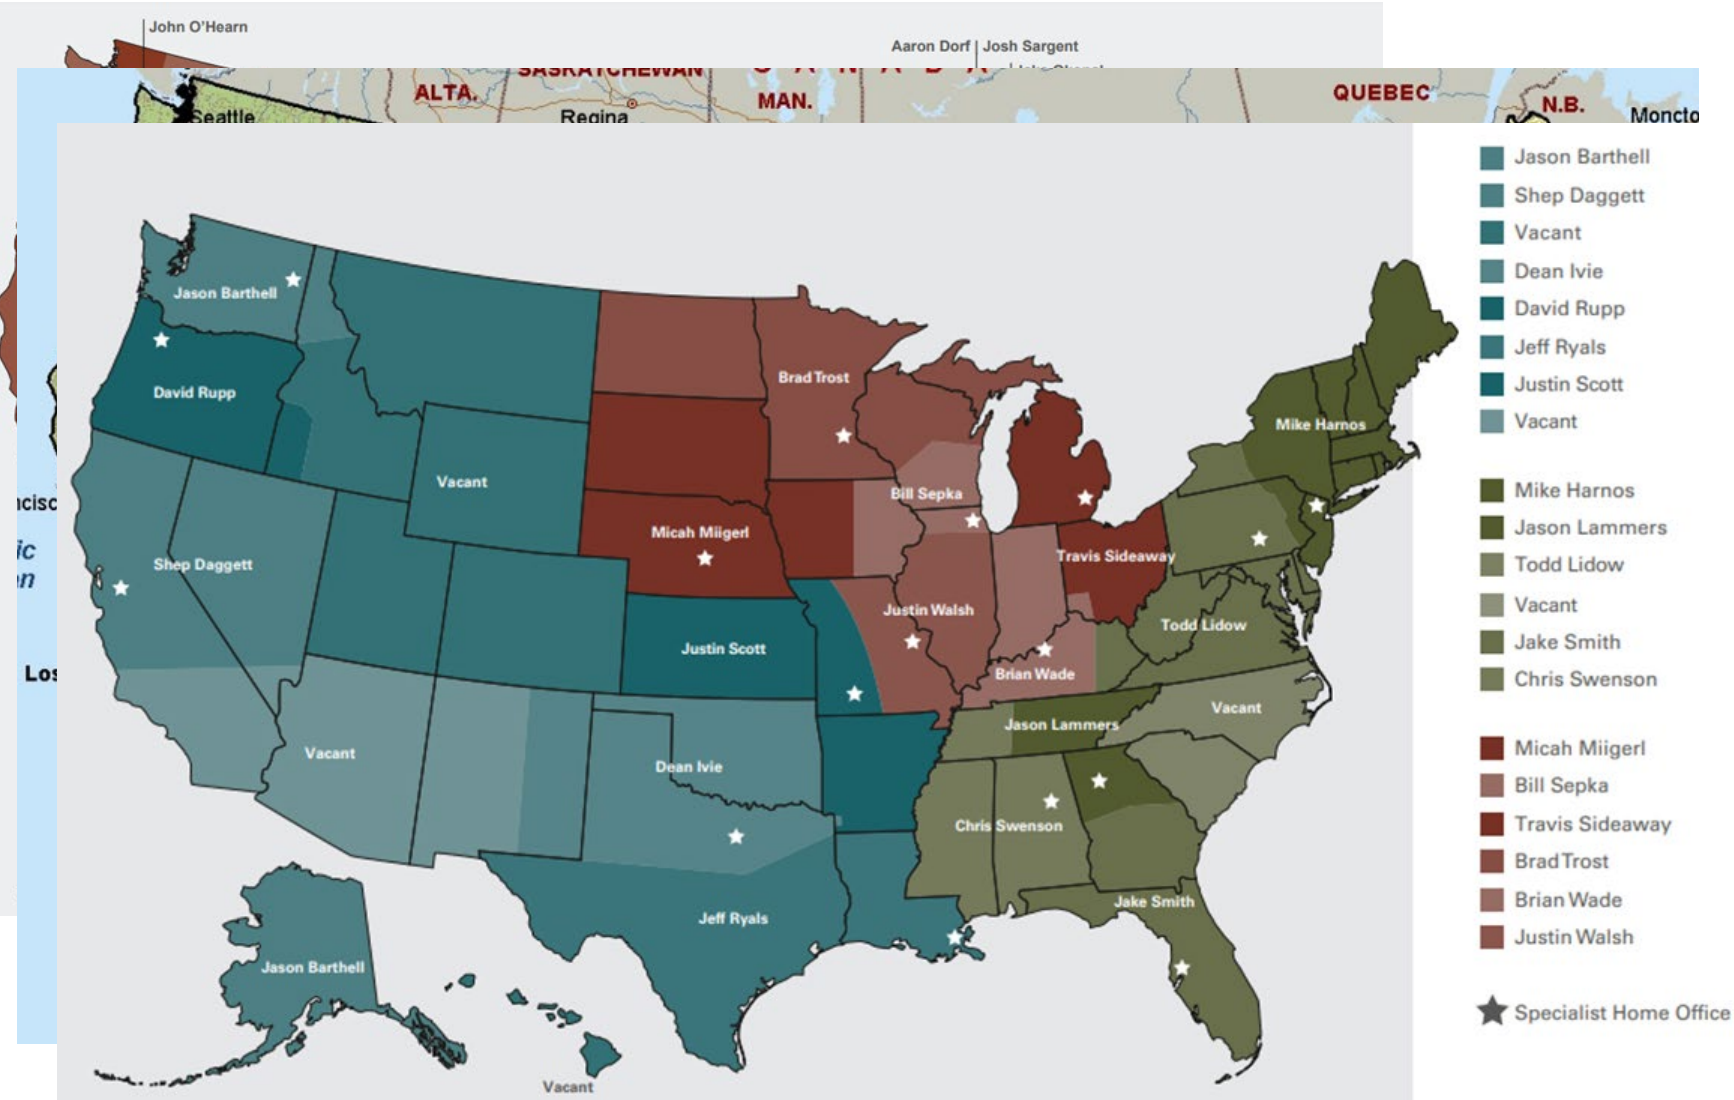 John O'Hearn
Aaron Dorf
Josh Sargent
SASKATCHEWAN
C A N A D A
ALTA.
MAN.
QUEBEC
N.B.
Seattle
Regina
Jason Barthell
David Rupp
Vacant
Shep Daggett
Brad Trost
Bill Sepka
Micah Miigerl
Travis Sideaway
Mike Harnos
Justin Walsh
Todd Lidow
Justin Scott
Brian Wade
Vacant
Jason Lammers
Vacant
Dean Ivie
Chris Swenson
Jake Smith
Jeff Ryals
Jason Barthell
Vacant
Jason Barthell
Shep Daggett
Vacant
Dean Ivie
David Rupp
Jeff Ryals
Justin Scott
Vacant
Mike Harnos
Jason Lammers
Todd Lidow
Vacant
Jake Smith
Chris Swenson
Micah Miigerl
Bill Sepka
Travis Sideaway
Brad Trost
Brian Wade
Justin Walsh
Specialist Home Office